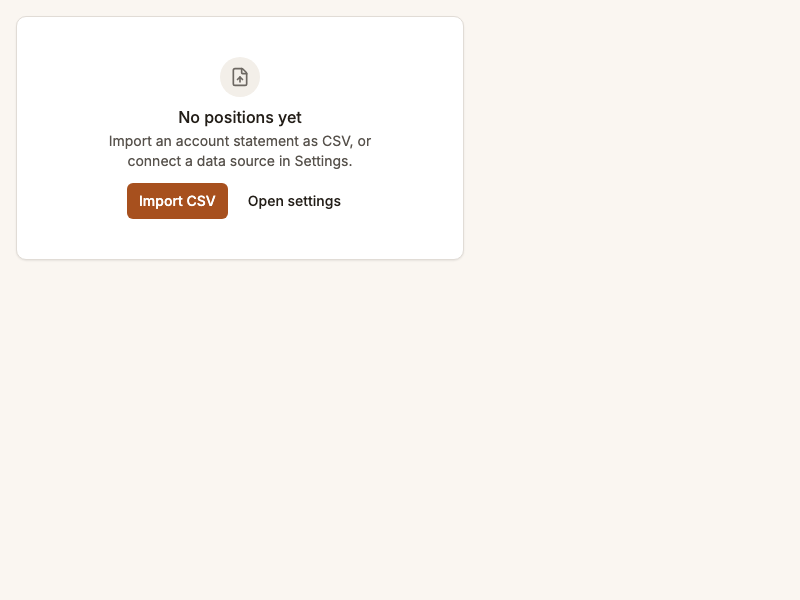 No positions yet
Import an account statement as CSV, or
connect a data source in Settings.
Import CSV
Open settings